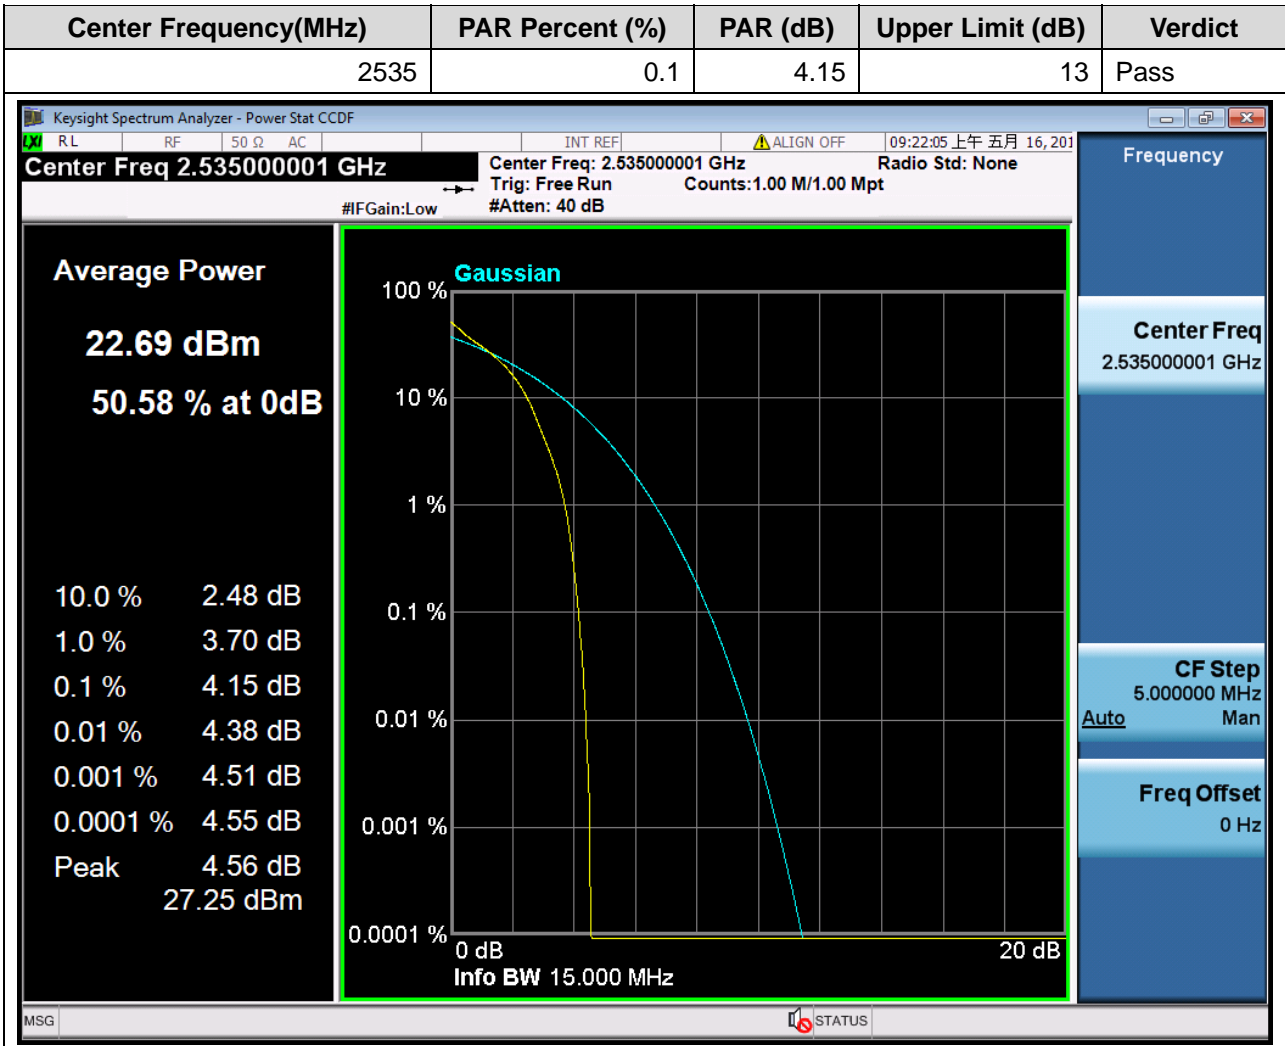 Center Frequency(MHz) PAR Percent (%) PAR (dB) Upper Limit (dB) Verdict
2535 0.1 4.15 13 Pass
Keysight Spectrum Analyzer - Power Stat CCDF
LXI RL RF 50 Ω AC INT REF ALIGN OFF 09:22:05 上午 五月 16, 201
Center Freq 2.535000001 GHz
#IFGain:Low
Center Freq: 2.535000001 GHz Radio Std: None
Trig: Free Run Counts:1.00 M/1.00 Mpt
#Atten: 40 dB
Average Power
22.69 dBm
50.58 % at 0dB
10.0 % 2.48 dB
1.0 % 3.70 dB
0.1 % 4.15 dB
0.01 % 4.38 dB
0.001 % 4.51 dB
0.0001 % 4.55 dB
Peak 4.56 dB
27.25 dBm
Gaussian
100 %
10 %
1 %
0.1 %
0.01 %
0.001 %
0.0001 %
0 dB 20 dB
Info BW 15.000 MHz
Frequency
Center Freq
2.535000001 GHz
CF Step
5.000000 MHz
Auto Man
Freq Offset
0 Hz
MSG STATUS